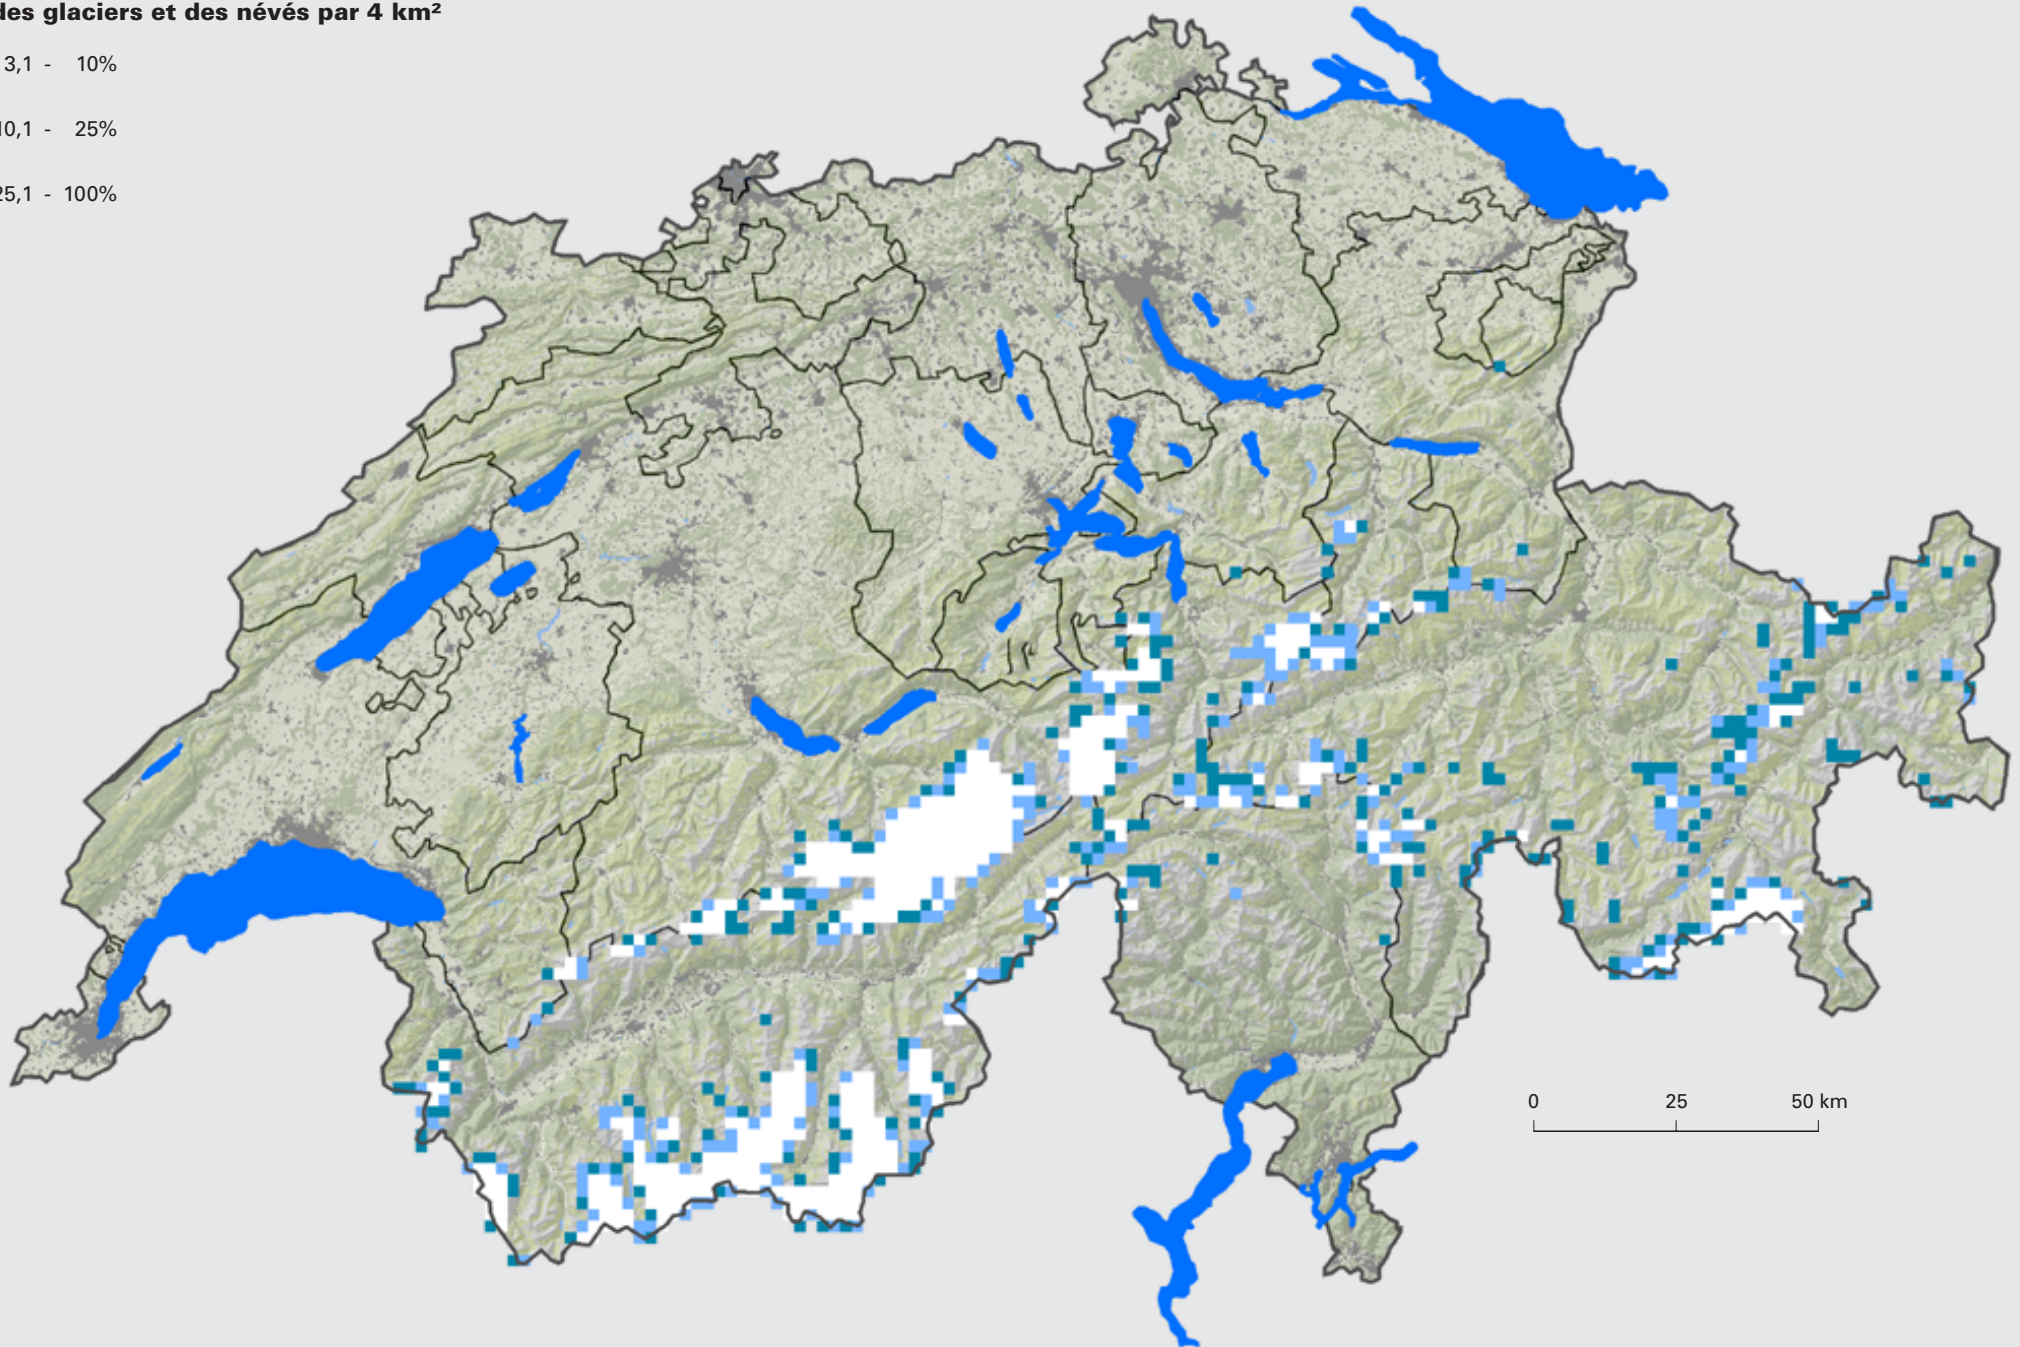 des glaciers et des névés par 4 km²
3,1 - 10%
10,1 - 25%
25,1 - 100%
0 25 50 km